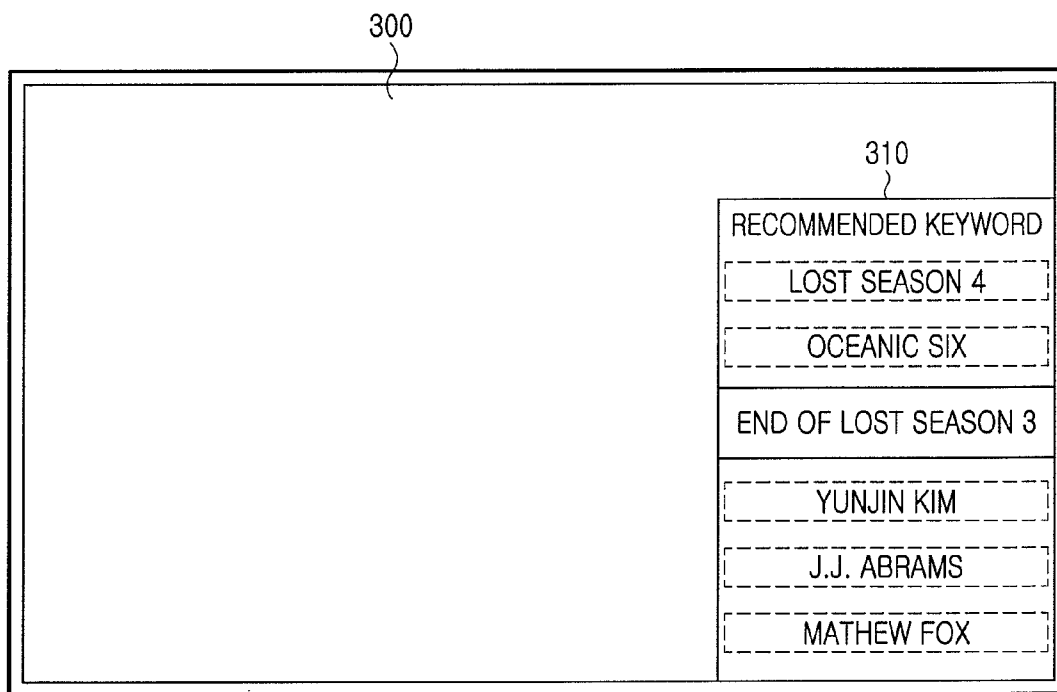 300
310
RECOMMENDED KEYWORD
LOST SEASON 4
OCEANIC SIX
END OF LOST SEASON 3
YUNJIN KIM
J.J. ABRAMS
MATHEW FOX